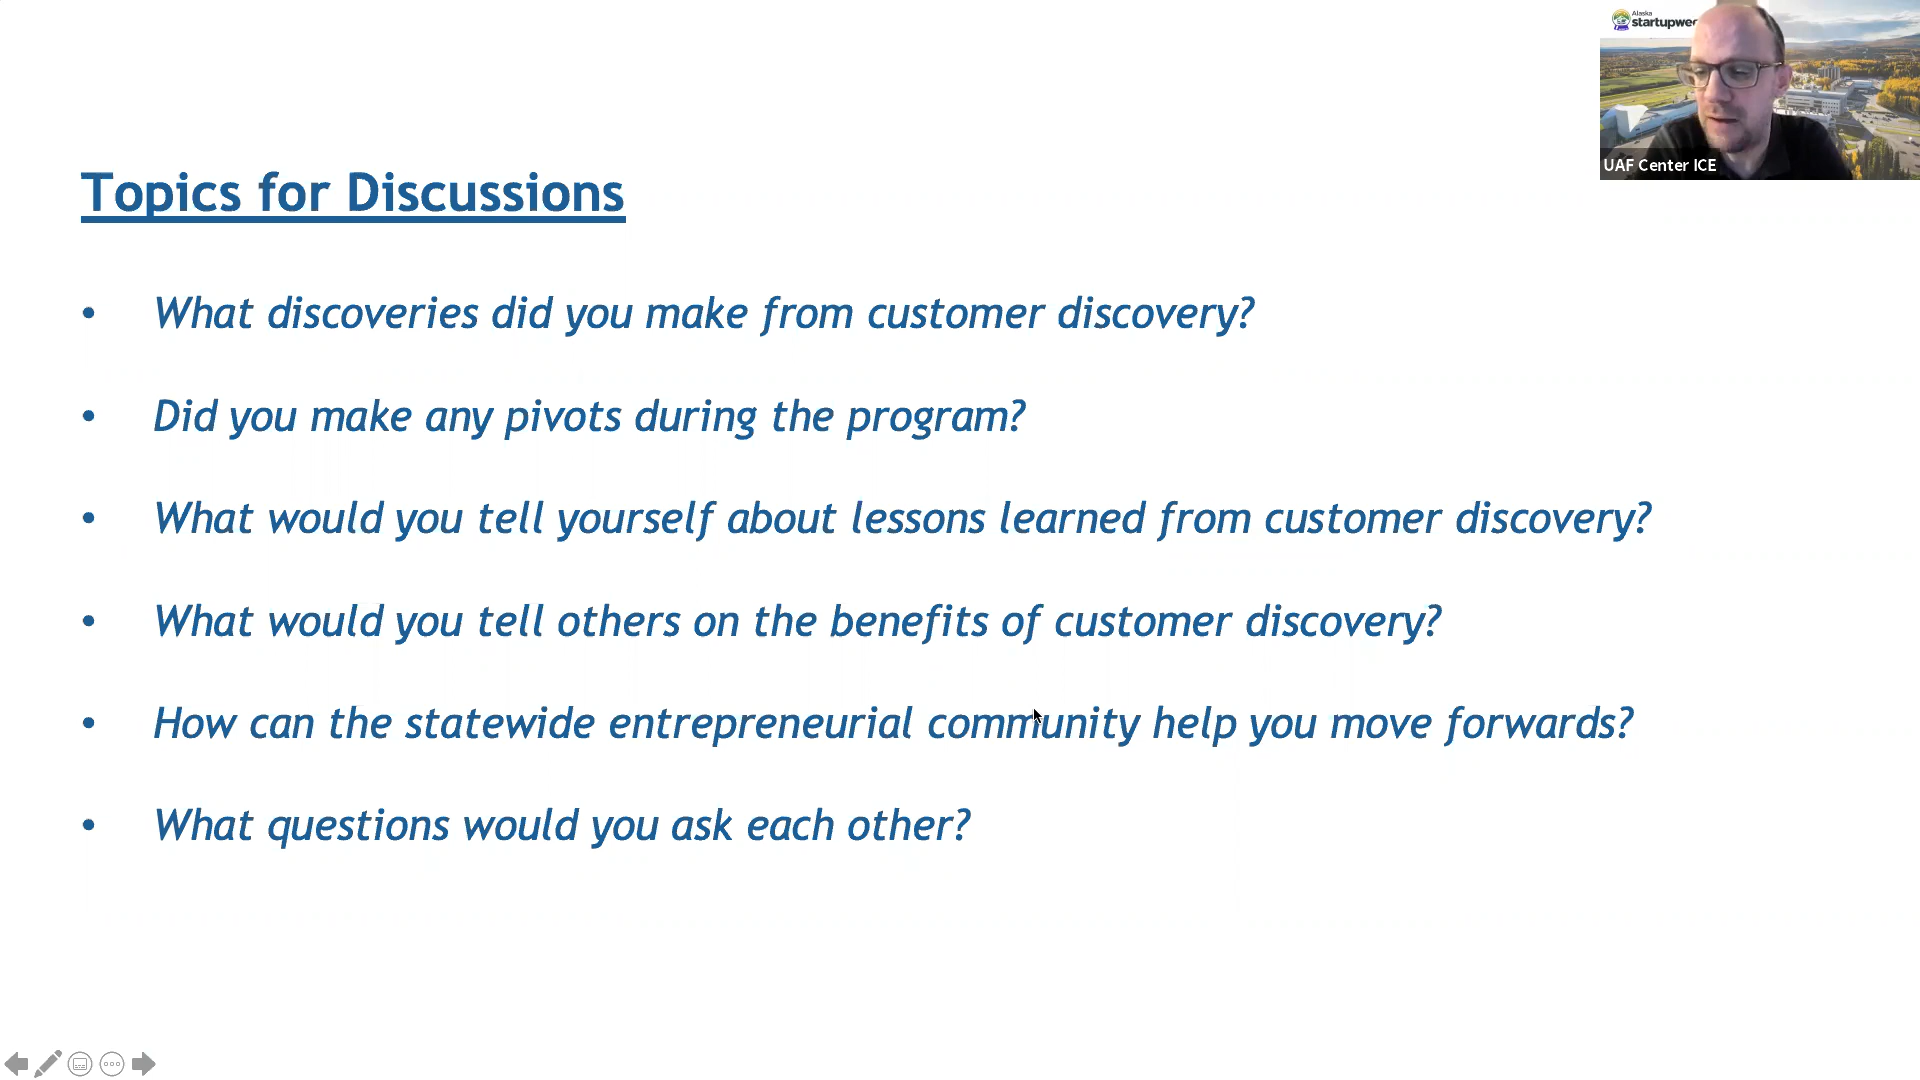 Alaska
startupwee
UAF Center ICE
Topics for Discussions
• What discoveries did you make from customer discovery?
• Did you make any pivots during the program?
• What would you tell yourself about lessons learned from customer discovery?
• What would you tell others on the benefits of customer discovery?
• How can the statewide entrepreneurial community help you move forwards?
• What questions would you ask each other?